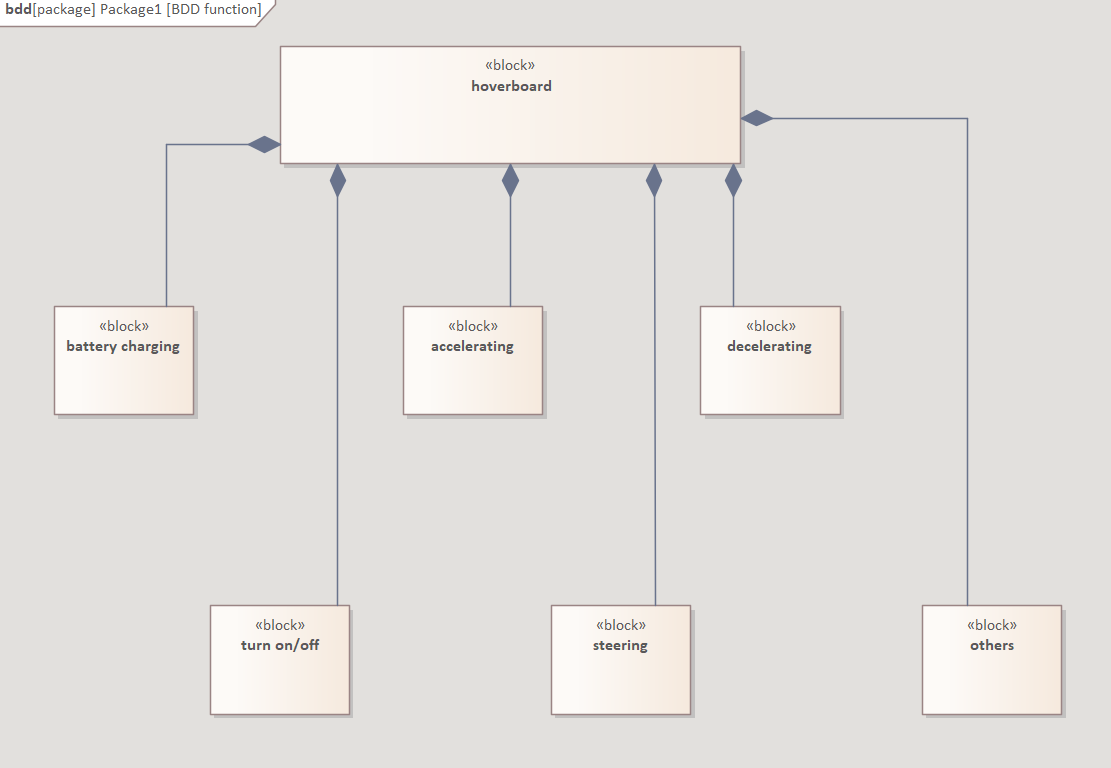 bdd[package] Package1 [BDD function]
«block»
hoverboard
«block»
battery charging
«block»
accelerating
«block»
decelerating
«block»
turn on/off
«block»
steering
«block»
others